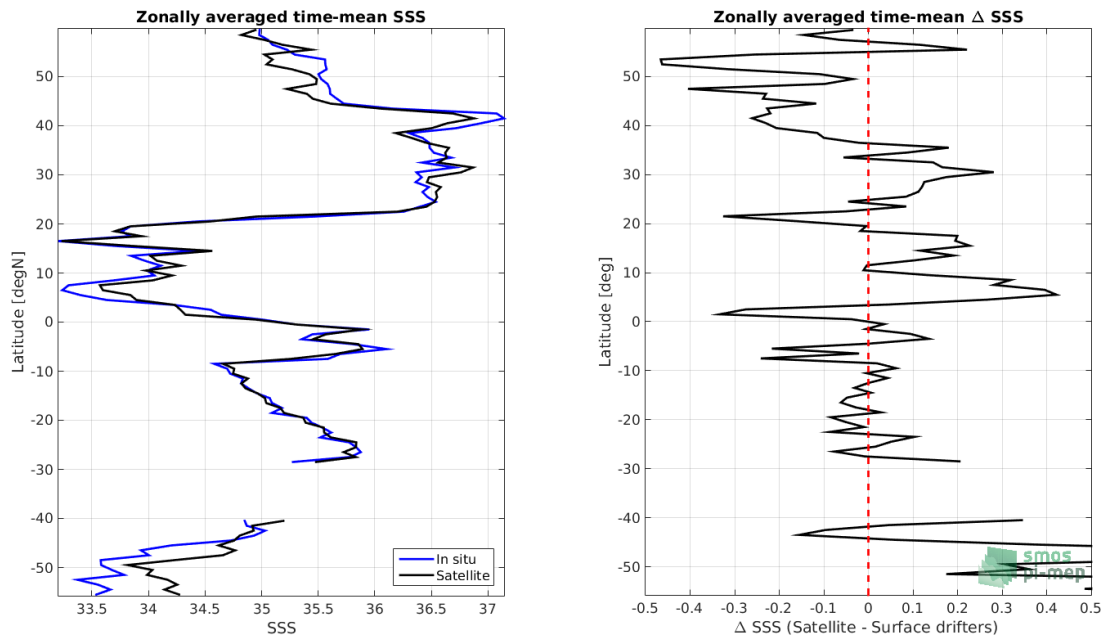 Zonally averaged time-mean SSS
50
40
30
20
10
0
-10
-20
-30
-40
-50
Latitude [degN]
33.5 34 34.5 35 35.5 36 36.5 37
SSS
In situ
Satellite
Zonally averaged time-mean Δ SSS
50
40
30
20
10
0
-10
-20
-30
-40
-50
Latitude [deg]
-0.5 -0.4 -0.3 -0.2 -0.1 0 0.1 0.2 0.3 0.4 0.5
Δ SSS (Satellite - Surface drifters)
smos
pi-mep